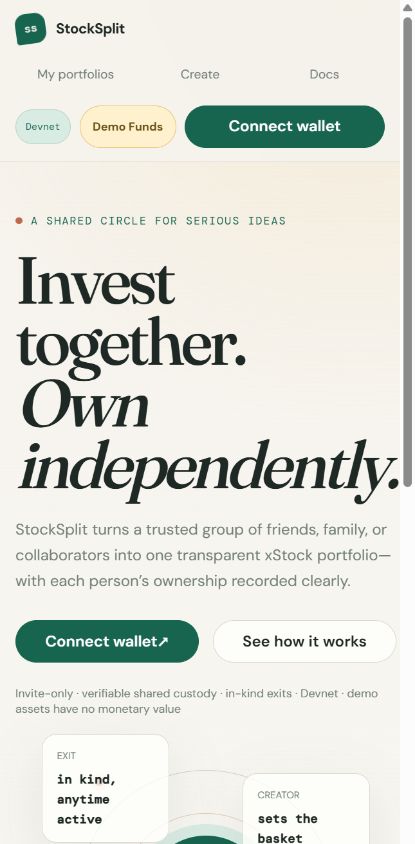 ss StockSplit
My portfolios Create Docs
Devnet Demo Funds Connect wallet
A SHARED CIRCLE FOR SERIOUS IDEAS
Invest
together.
Own
independently.
StockSplit turns a trusted group of friends, family, or
collaborators into one transparent xStock portfolio—
with each person’s ownership recorded clearly.
Connect wallet↗ See how it works
Invite-only · verifiable shared custody · in-kind exits · Devnet · demo
assets have no monetary value
EXIT
in kind,
anytime
active
CREATOR
sets the
basket